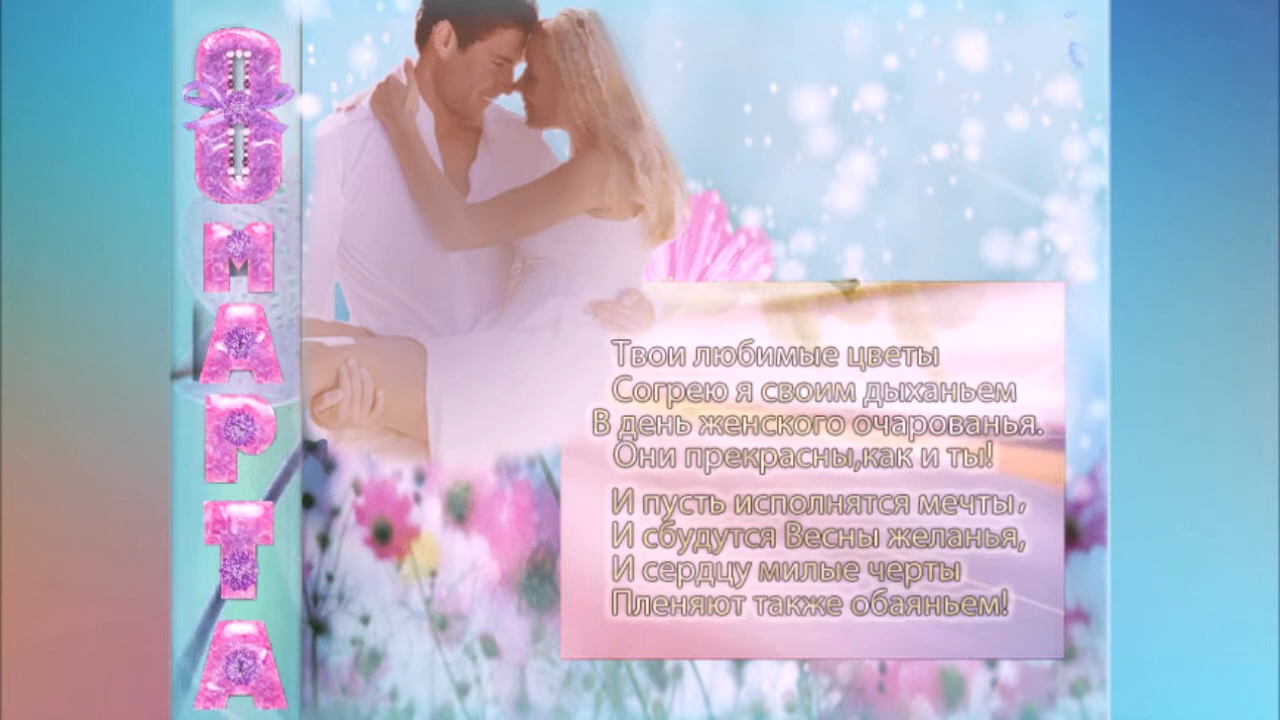 8
МАРТА
Твои любимые цветы
Согрею я своим дыханьем
В день женского очарованья.
Они прекрасны,как и ты!
И пусть исполнятся мечты,
И сбудутся Весны желанья,
И сердцу милые черты
Пленяют также обаяньем!